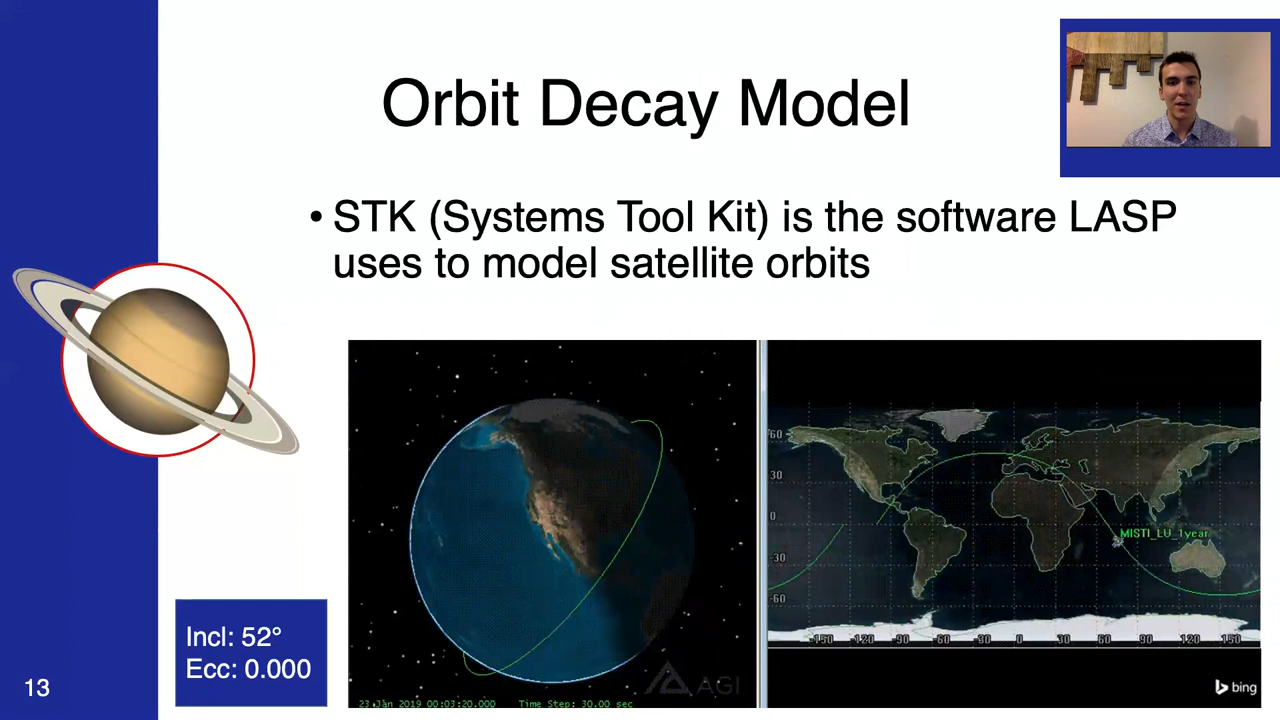 Orbit Decay Model
• STK (Systems Tool Kit) is the software LASP
uses to model satellite orbits
Incl: 52°
Ecc: 0.000
13
23 Jan 2019 00:03:20.000 Time Step: 30.00 sec
AGI
60
30
0
-30
-60
MISTI_LU_1year
-150 -120 -90 -60 -30 0 30 60 90 120 150
bing